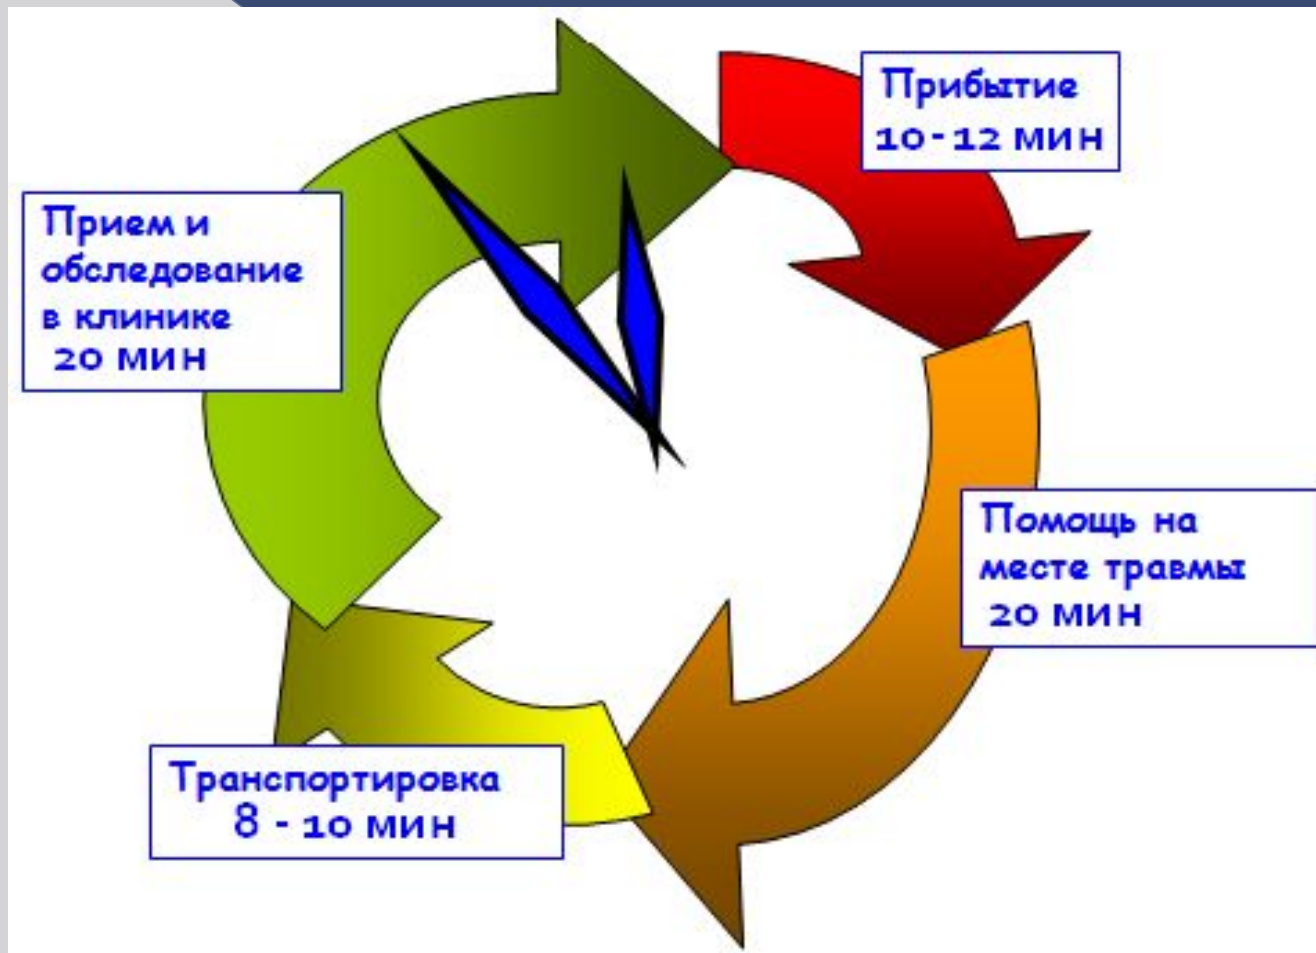 Прибытие
10-12 мин
Помощь на
месте травмы
20 мин
Транспортировка
8 - 10 мин
Прием и
обследование
в клинике
20 мин